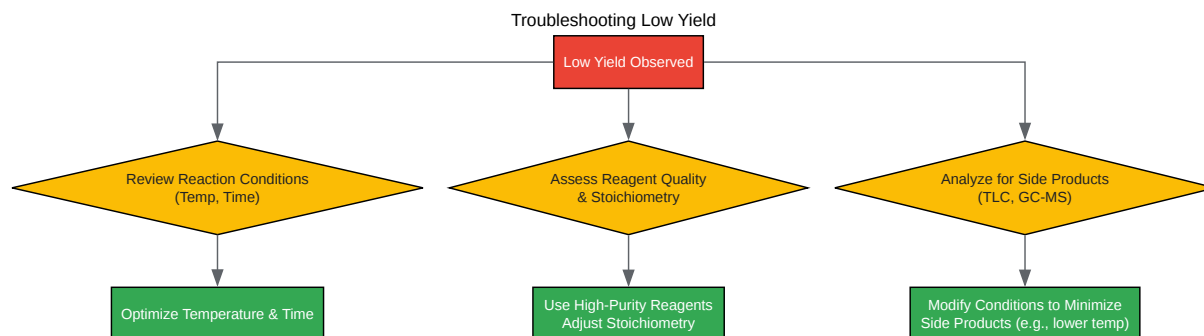 Troubleshooting Low Yield
Low Yield Observed
Review Reaction Conditions
(Temp, Time)
Assess Reagent Quality
& Stoichiometry
Analyze for Side Products
(TLC, GC-MS)
Optimize Temperature & Time
Use High-Purity Reagents
Adjust Stoichiometry
Modify Conditions to Minimize
Side Products (e.g., lower temp)